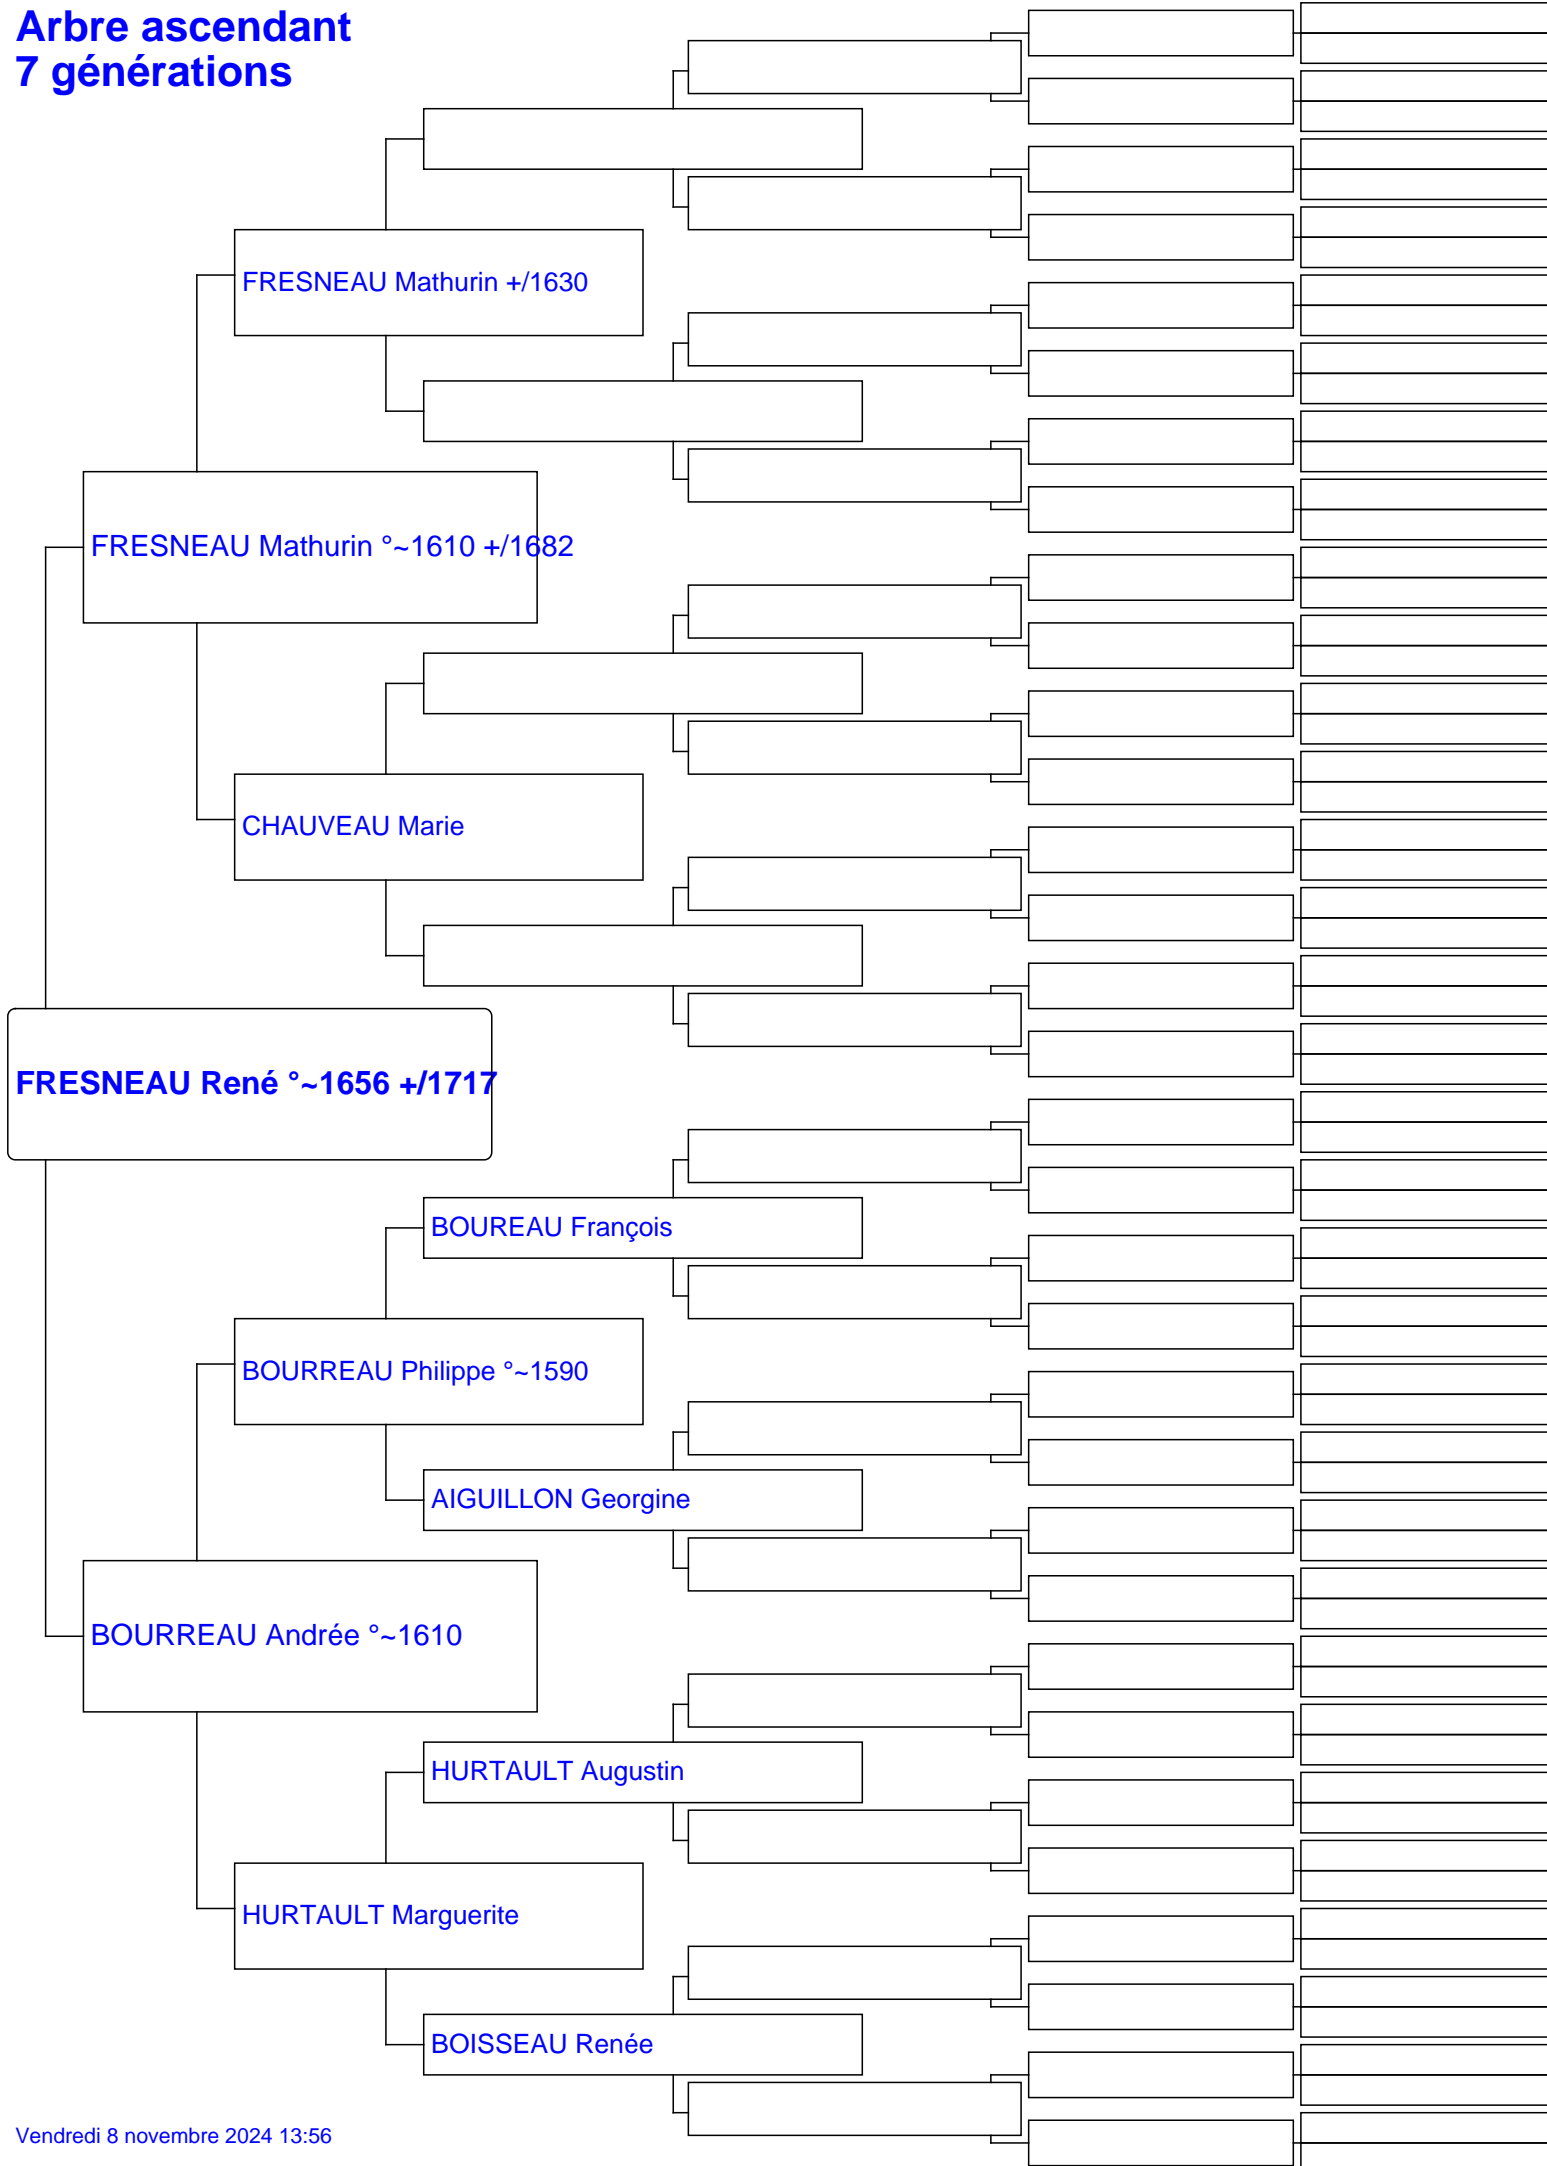 Arbre ascendant
7 générations
FRESNEAU Mathurin +/1630
FRESNEAU Mathurin °~1610 +/1682
CHAUVEAU Marie
FRESNEAU René °~1656 +/1717
BOUREAU François
BOURREAU Philippe °~1590
AIGUILLON Georgine
BOURREAU Andrée °~1610
HURTAULT Augustin
HURTAULT Marguerite
BOISSEAU Renée
Vendredi 8 novembre 2024 13:56